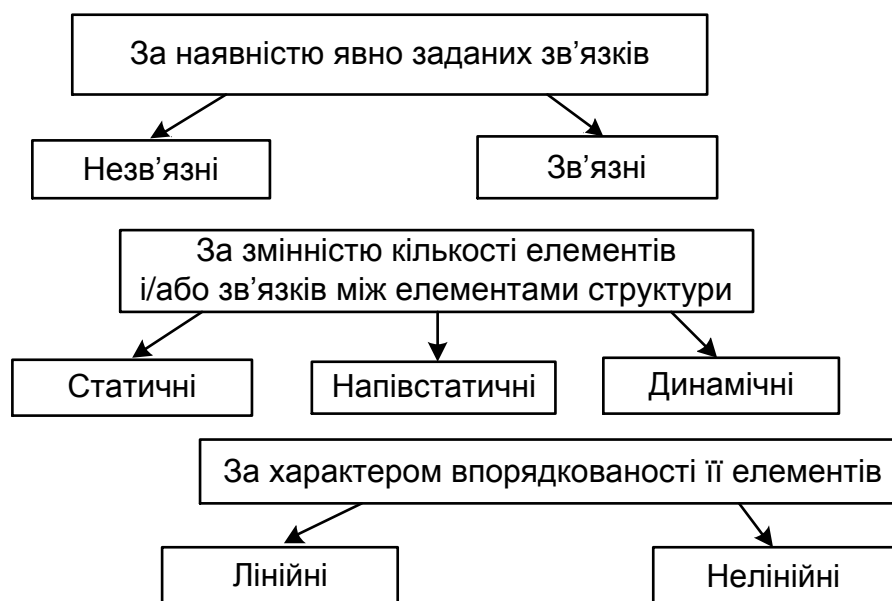 За наявністю явно заданих зв’язків
Незв’язні
Зв’язні
За змінністю кількості елементів
і/або зв’язків між елементами структури
Статичні
Напівстатичні
Динамічні
За характером впорядкованості її елементів
Лінійні
Нелінійні